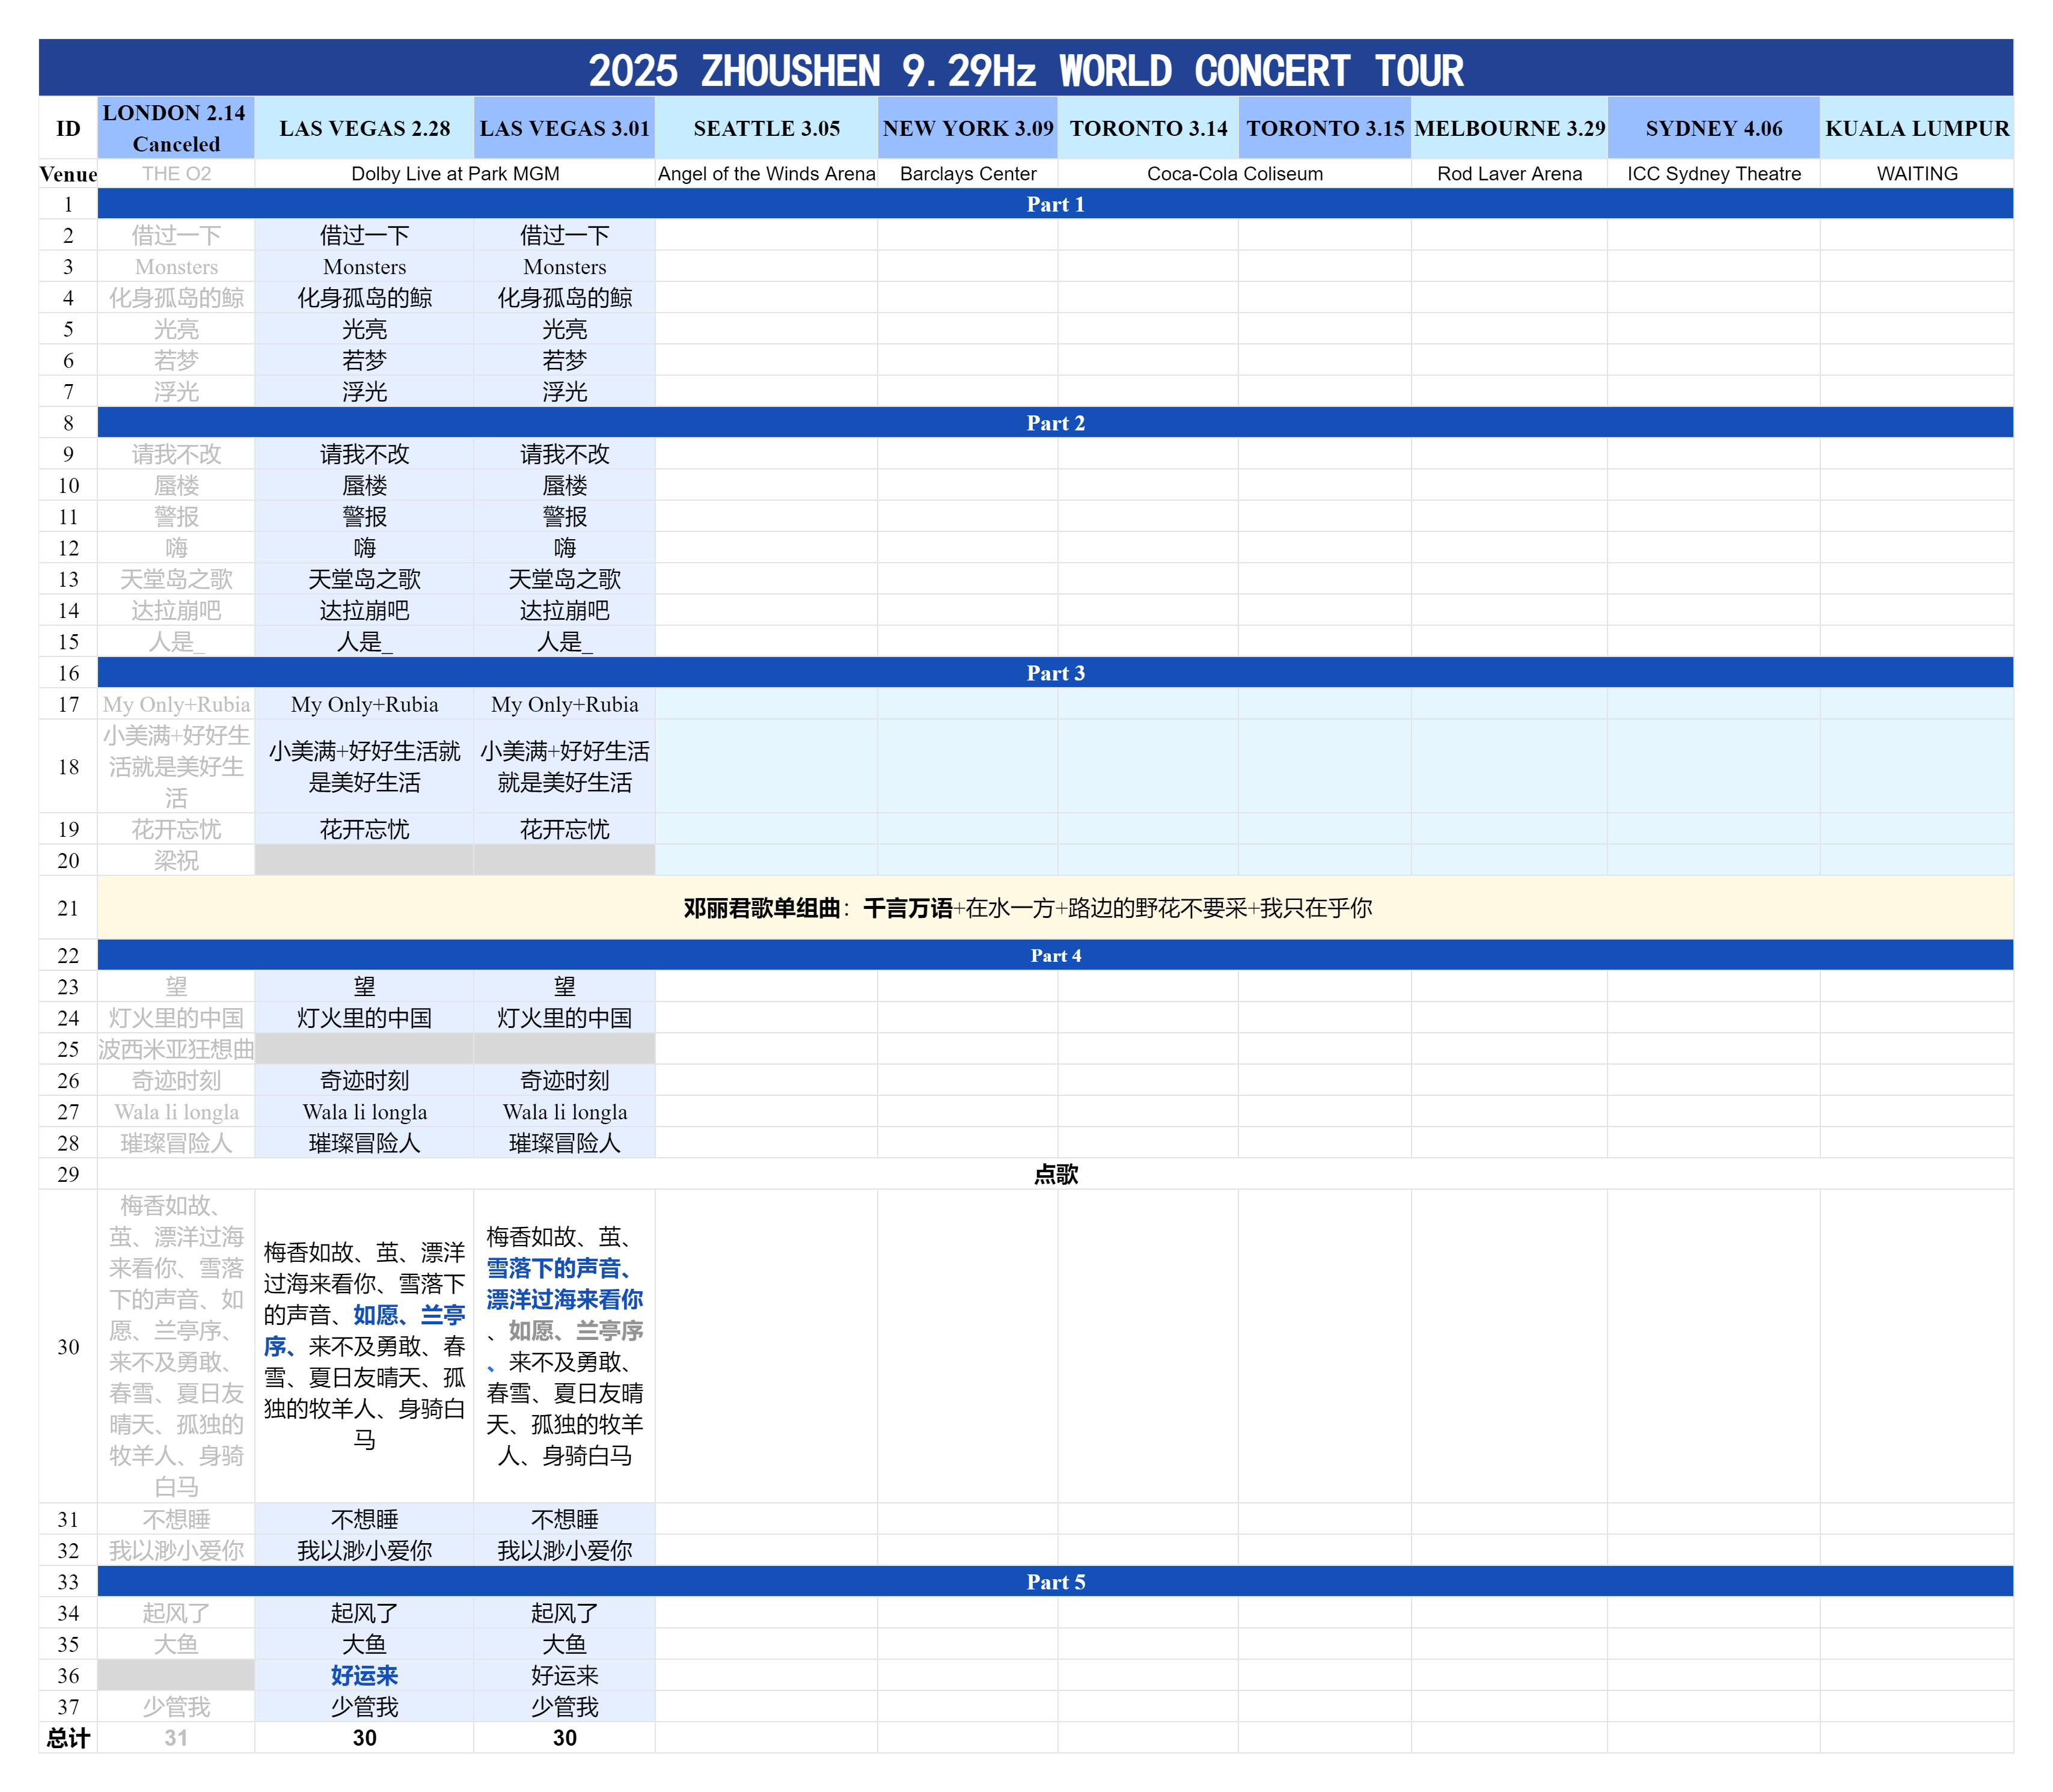 2025 ZHOUSHEN 9.29Hz WORLD CONCERT TOUR
ID LONDON 2.14 Canceled LAS VEGAS 2.28 LAS VEGAS 3.01 SEATTLE 3.05 NEW YORK 3.09 TORONTO 3.14 TORONTO 3.15 MELBOURNE 3.29 SYDNEY 4.06 KUALA LUMPUR
Venue THE O2 Dolby Live at Park MGM Angel of the Winds Arena Barclays Center Coca-Cola Coliseum Rod Laver Arena ICC Sydney Theatre WAITING
1 Part 1
2 借过一下 借过一下 借过一下
3 Monsters Monsters Monsters
4 化身孤岛的鲸 化身孤岛的鲸 化身孤岛的鲸
5 光亮 光亮 光亮
6 若梦 若梦 若梦
7 浮光 浮光 浮光
8 Part 2
9 请我不改 请我不改 请我不改
10 蜃楼 蜃楼 蜃楼
11 警报 警报 警报
12 嗨 嗨 嗨
13 天堂岛之歌 天堂岛之歌 天堂岛之歌
14 达拉崩吧 达拉崩吧 达拉崩吧
15 人是_ 人是_ 人是_
16 Part 3
17 My Only+Rubia My Only+Rubia My Only+Rubia
18 小美满+好好生活就是美好生活 小美满+好好生活就是美好生活 小美满+好好生活就是美好生活
19 花开忘忧 花开忘忧 花开忘忧
20 梁祝
21 邓丽君歌单组曲：千言万语+在水一方+路边的野花不要采+我只在乎你
22 Part 4
23 望 望 望
24 灯火里的中国 灯火里的中国 灯火里的中国
25 波西米亚狂想曲
26 奇迹时刻 奇迹时刻 奇迹时刻
27 Wala li longla Wala li longla Wala li longla
28 璀璨冒险人 璀璨冒险人 璀璨冒险人
29 点歌
30 梅香如故、茧、漂洋过海来看你、雪落下的声音、如愿、兰亭序、来不及勇敢、春雪、夏日友晴天、孤独的牧羊人、身骑白马 梅香如故、茧、漂洋过海来看你、雪落下的声音、如愿、兰亭序、来不及勇敢、春雪、夏日友晴天、孤独的牧羊人、身骑白马 梅香如故、茧、雪落下的声音、漂洋过海来看你、如愿、兰亭序、来不及勇敢、春雪、夏日友晴天、孤独的牧羊人、身骑白马
31 不想睡 不想睡 不想睡
32 我以渺小爱你 我以渺小爱你 我以渺小爱你
33 Part 5
34 起风了 起风了 起风了
35 大鱼 大鱼 大鱼
36 好运来 好运来
37 少管我 少管我 少管我
总计 31 30 30